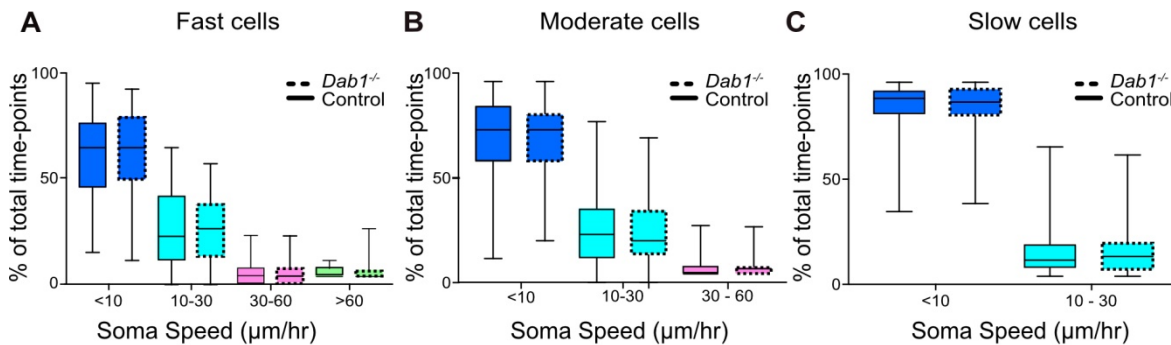 A
Fast cells
% of total time-points
100
50
0
Dab1-/-
Control
<10
10-30
30-60
>60
Soma Speed (µm/hr)
B
Moderate cells
% of total time-points
100
50
0
Dab1-/-
Control
<10
10-30
30 - 60
Soma Speed (µm/hr)
C
Slow cells
% of total time-points
100
50
0
Dab1-/-
Control
<10
10 - 30
Soma Speed (µm/hr)